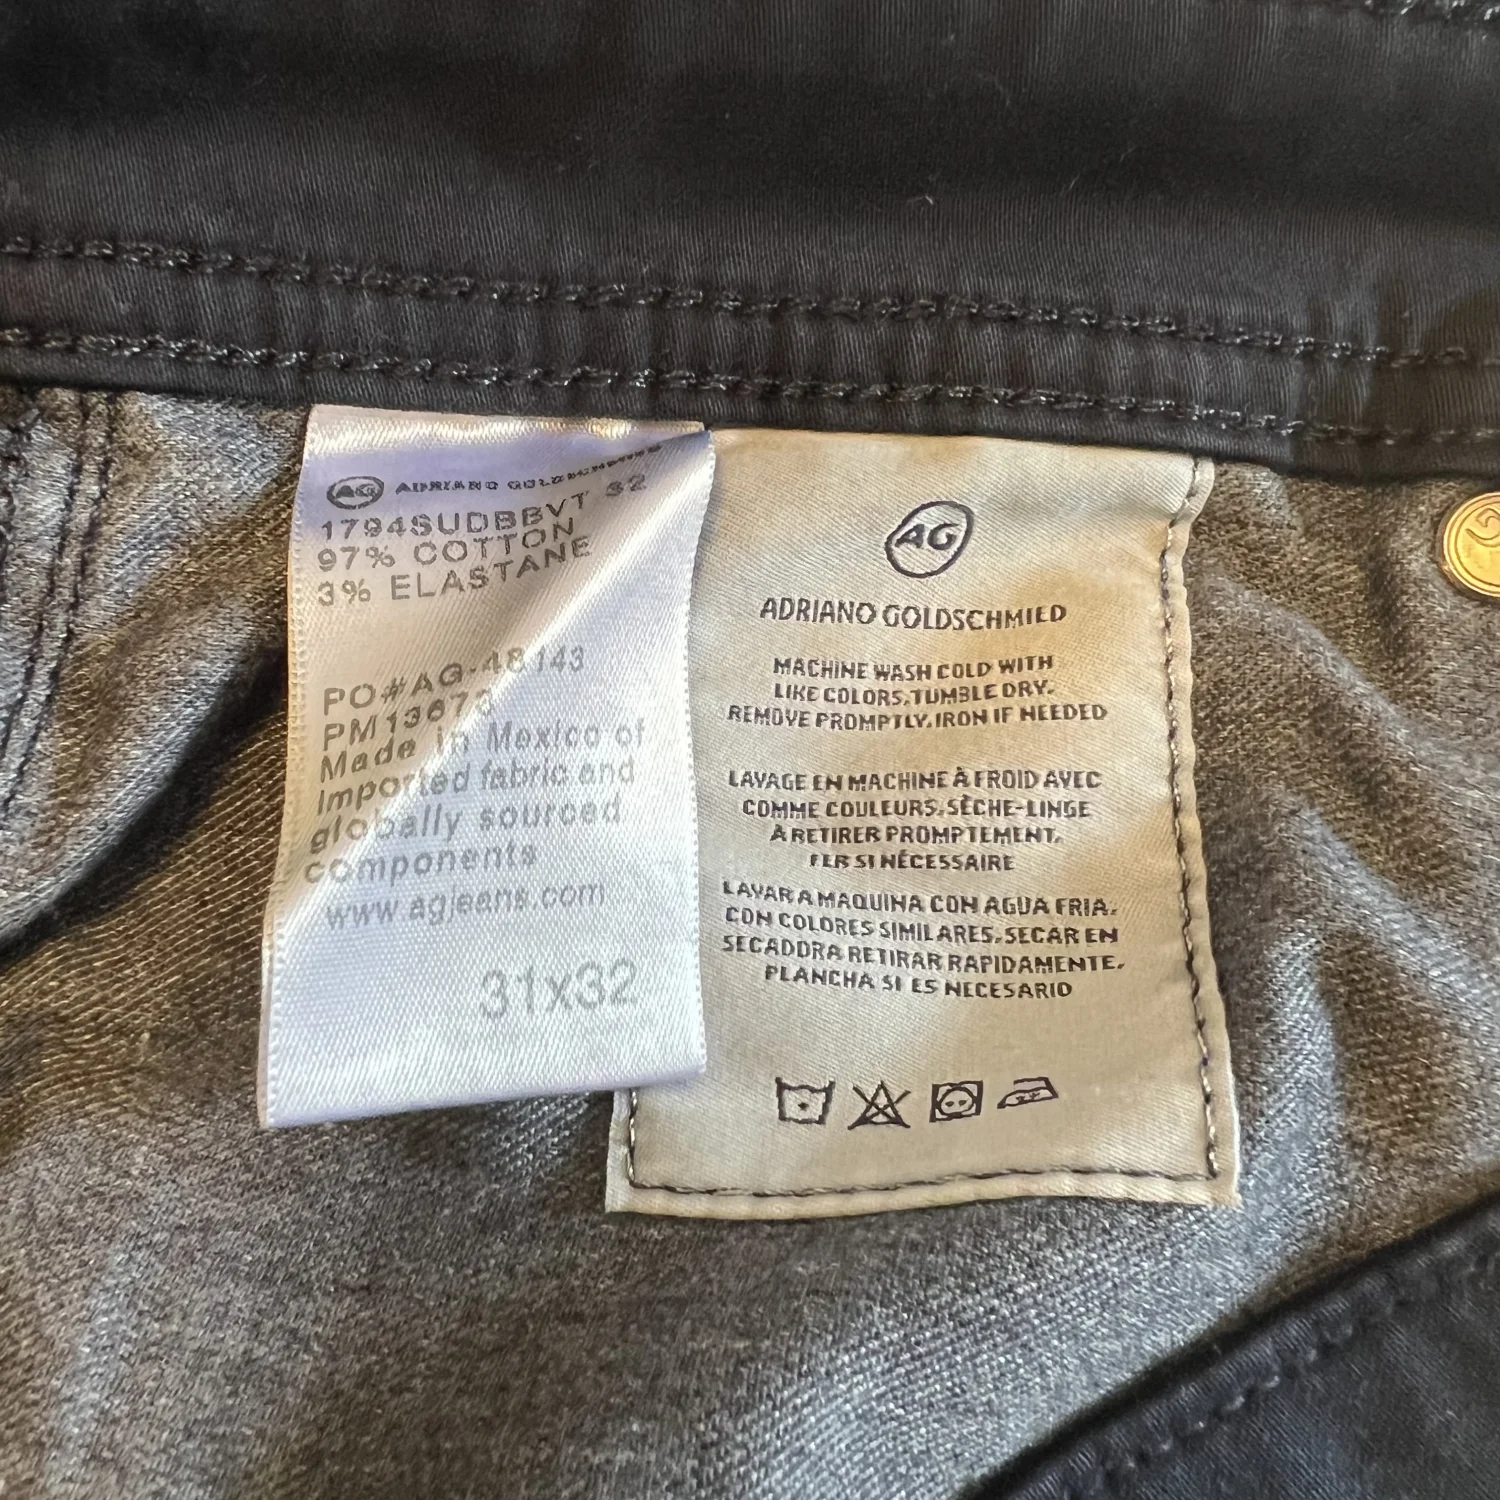 AG ADRIANO GOLDSCHMIED 32
1794SUDBBVT
97% COTTON
3% ELASTANE
PO#AG-48143
PM13673
Made in Mexico of
Imported fabric and
globally sourced
components
www.agjeans.com
31x32
AG
ADRIANO GOLDSCHMIED
MACHINE WASH COLD WITH
LIKE COLORS.TUMBLE DRY.
REMOVE PROMPTLY.IRON IF NEEDED
LAVAGE EN MACHINE À FROID AVEC
COMME COULEURS.SÈCHE-LINGE
À RETIRER PROMPTEMENT.
FER SI NÉCESSAIRE
LAVAR A MAQUINA CON AGUA FRIA.
CON COLORES SIMILARES.SECAR EN
SECADORA RETIRAR RAPIDAMENTE.
PLANCHA SI ES NECESARIO